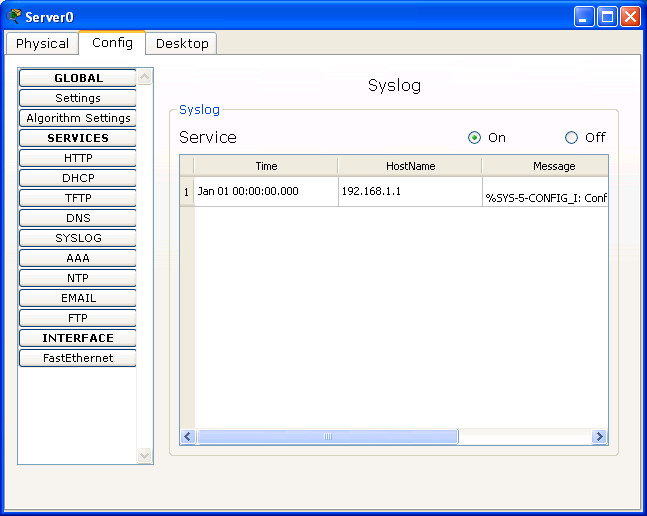 Server0
Physical Config Desktop
GLOBAL
Settings
Algorithm Settings
SERVICES
HTTP
DHCP
TFTP
DNS
SYSLOG
AAA
NTP
EMAIL
FTP
INTERFACE
FastEthernet
Syslog
Syslog
Service On Off
Time HostName Message
1 Jan 01 00:00:00.000 192.168.1.1 %SYS-5-CONFIG_I: Conf